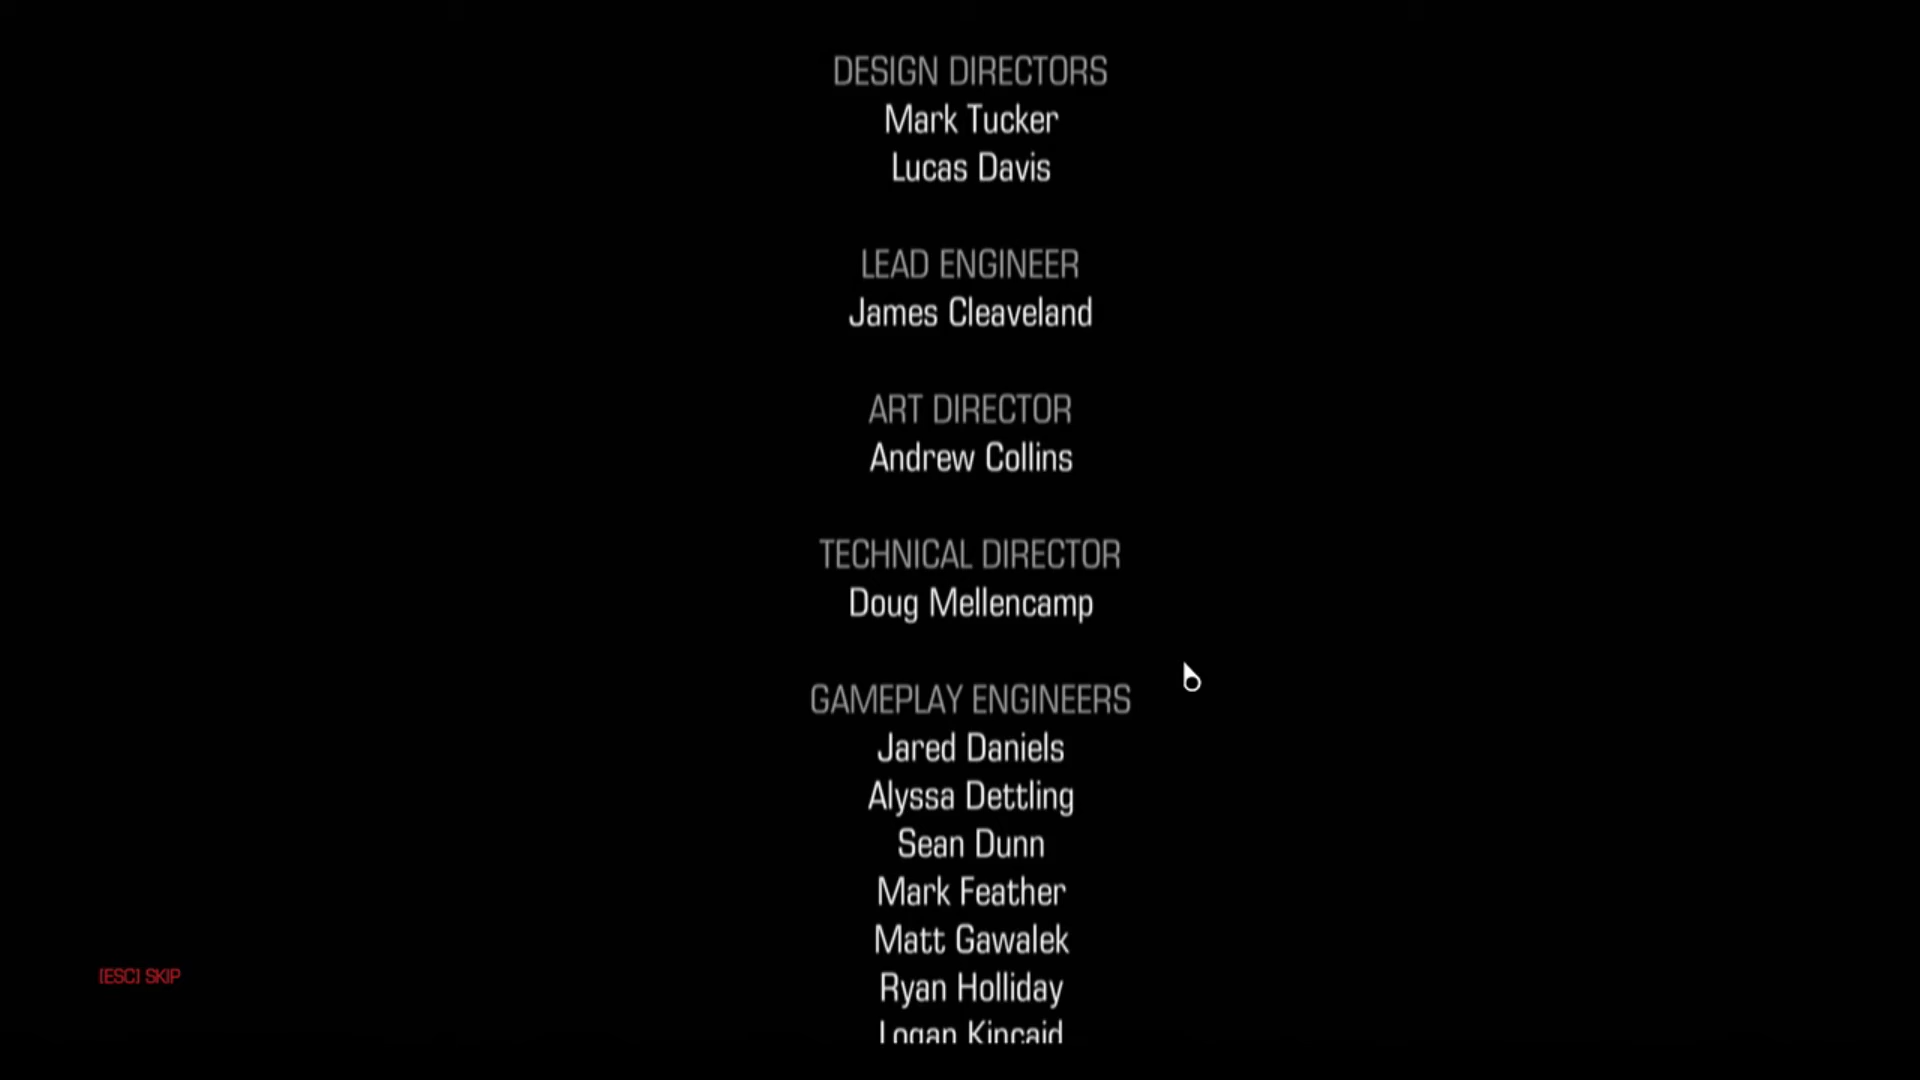 DESIGN DIRECTORS
Mark Tucker
Lucas Davis
LEAD ENGINEER
James Cleaveland
ART DIRECTOR
Andrew Collins
TECHNICAL DIRECTOR
Doug Mellencamp
GAMEPLAY ENGINEERS
Jared Daniels
Alyssa Dettling
Sean Dunn
Mark Feather
Matt Gawalek
Ryan Holliday
Logan Kincaid
[ESC] SKIP